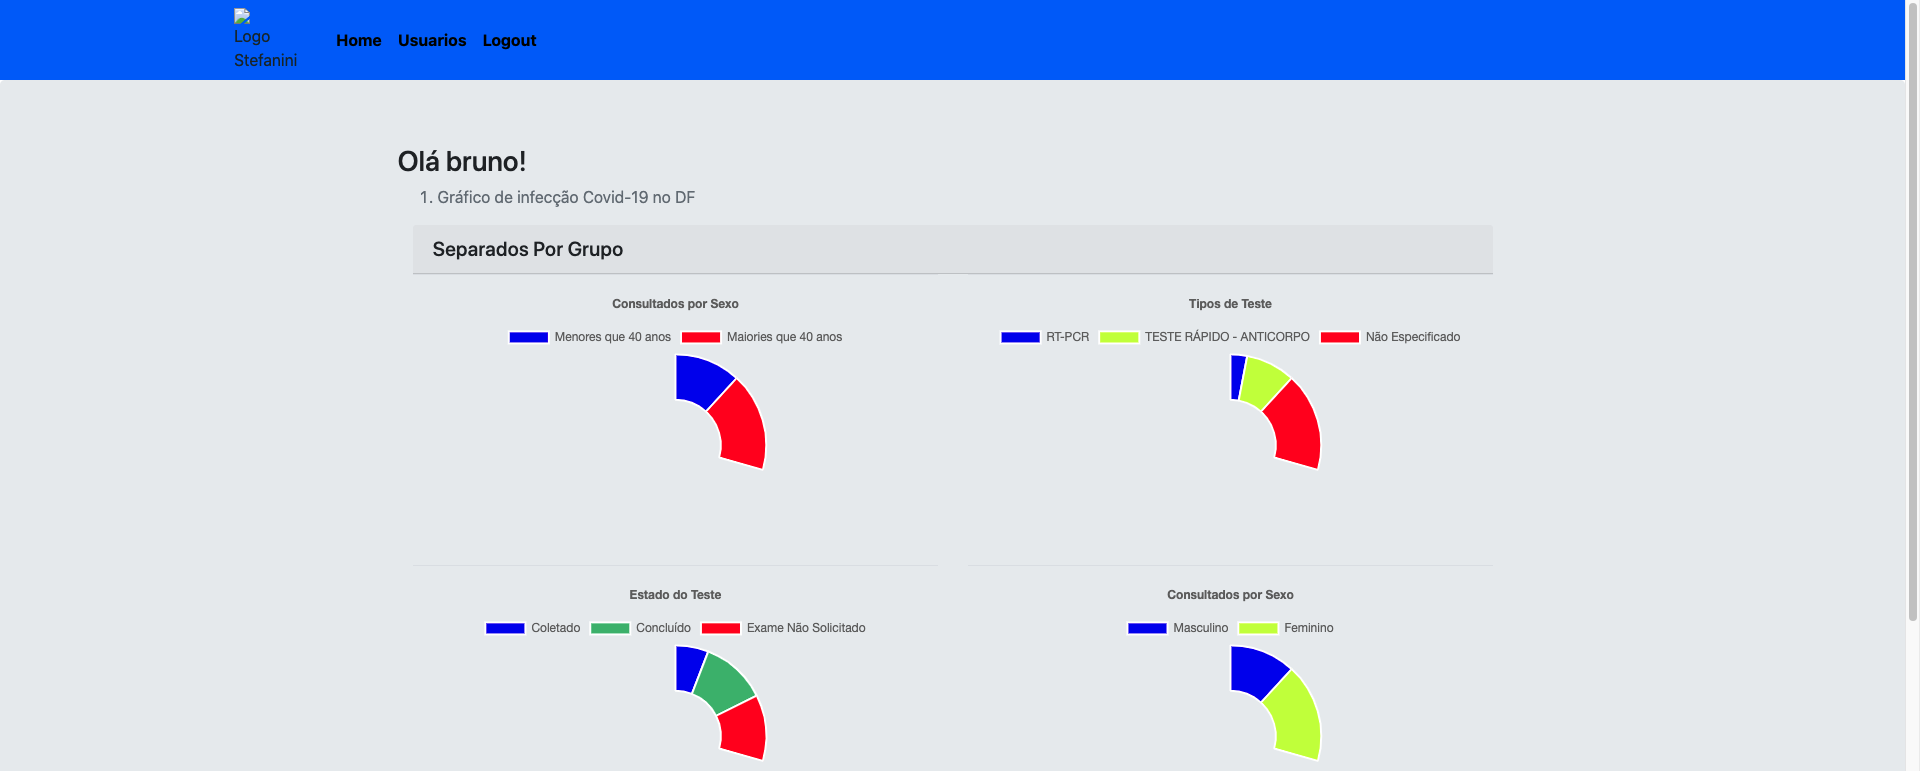 Logo
Stefanini
Home Usuarios Logout
Olá bruno!
1. Gráfico de infecção Covid-19 no DF
Separados Por Grupo
Consultados por Sexo
Menores que 40 anos Maiories que 40 anos
Tipos de Teste
RT-PCR TESTE RÁPIDO - ANTICORPO Não Especificado
Estado do Teste
Coletado Concluído Exame Não Solicitado
Consultados por Sexo
Masculino Feminino